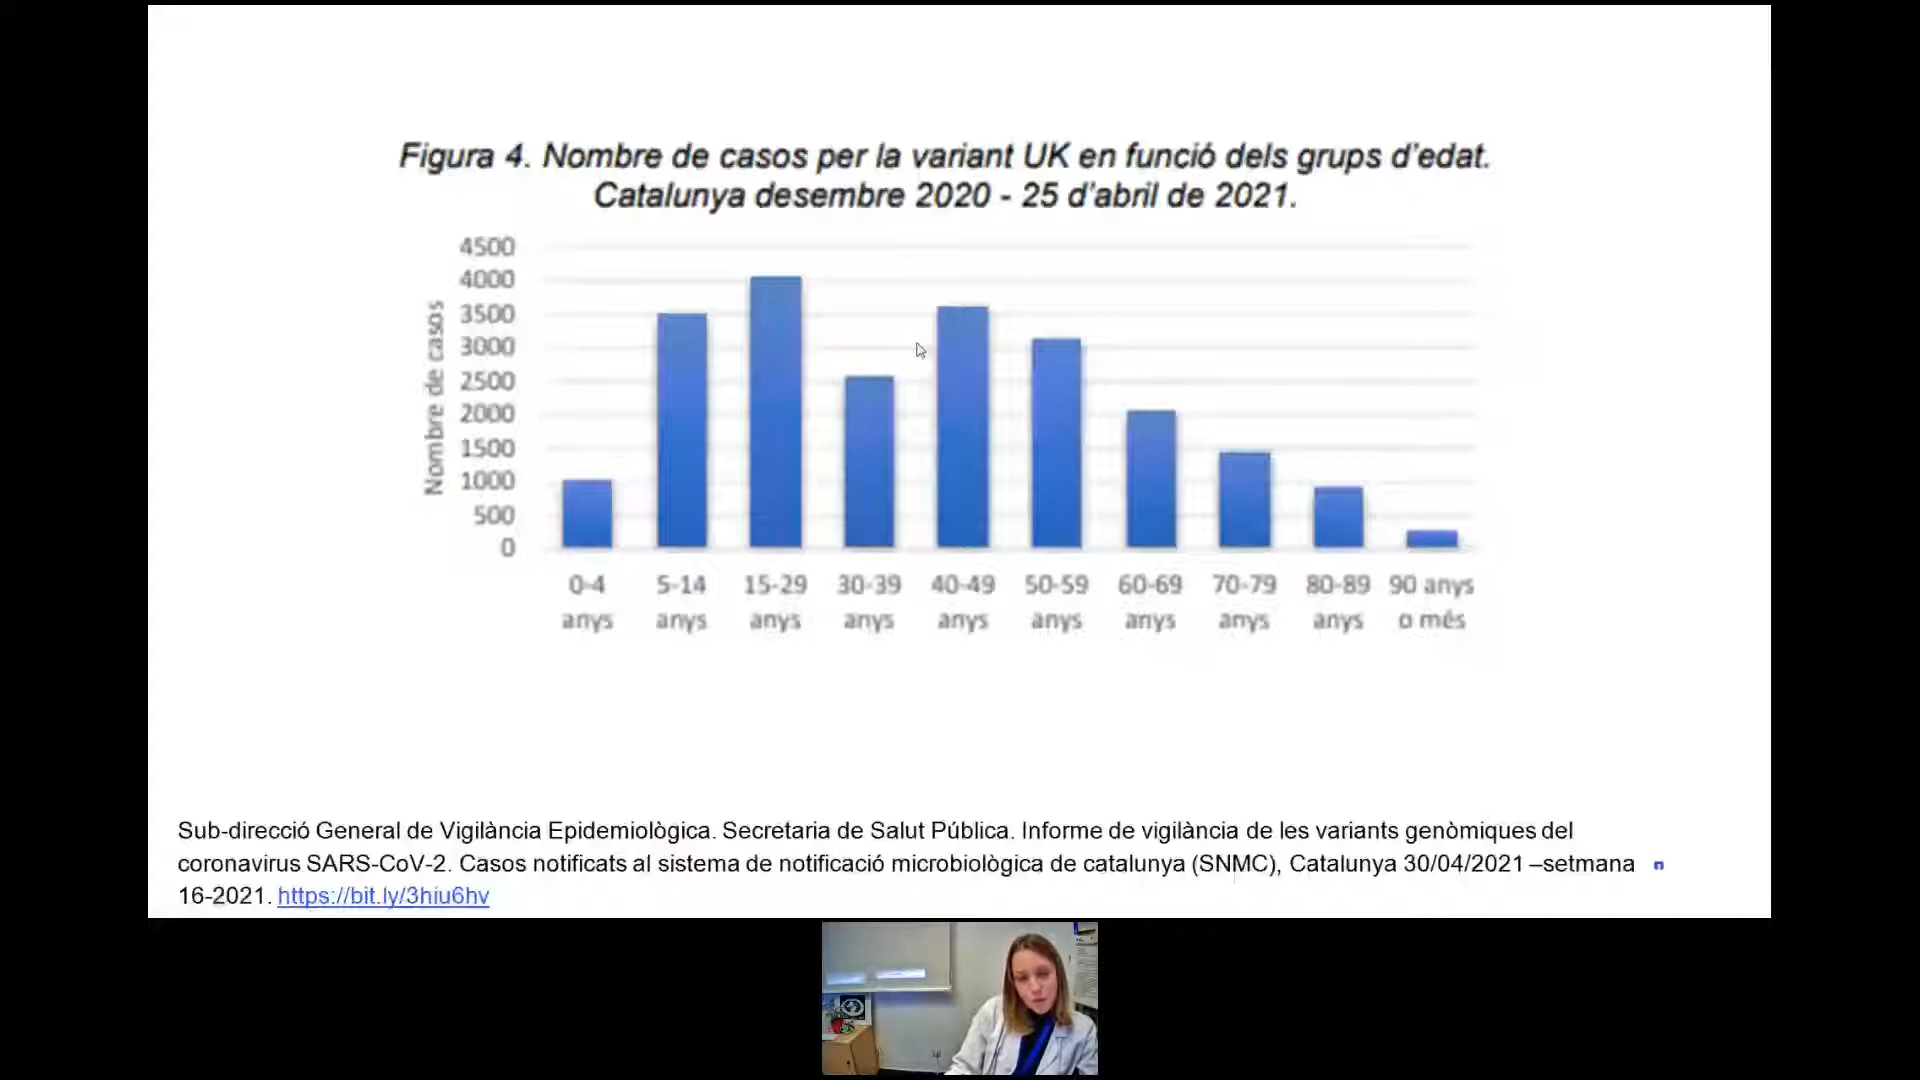 Figura 4. Nombre de casos per la variant UK en funció dels grups d'edat.
Catalunya desembre 2020 - 25 d'abril de 2021.
Nombre de casos
4500
4000
3500
3000
2500
2000
1500
1000
500
0
0-4 5-14 15-29 30-39 40-49 50-59 60-69 70-79 80-89 90 anys
anys anys anys anys anys anys anys anys anys o més
Sub-direcció General de Vigilància Epidemiològica. Secretaria de Salut Pública. Informe de vigilància de les variants genòmiques del
coronavirus SARS-CoV-2. Casos notificats al sistema de notificació microbiològica de catalunya (SNMC), Catalunya 30/04/2021 –setmana
16-2021. https://bit.ly/3hiu6hv